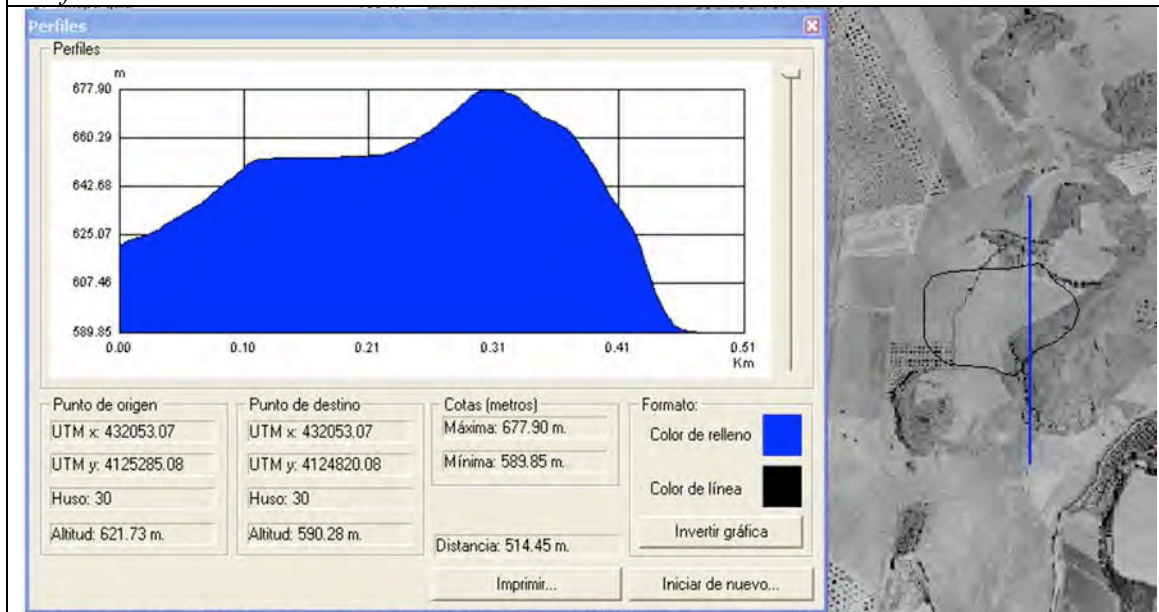 Perfiles
Perfiles
m
677.90
660.29
642.68
625.07
607.46
589.85
0.00 0.10 0.21 0.31 0.41 0.51
Km
Punto de origen
UTM x: 432053.07
UTM y: 4125285.08
Huso: 30
Altitud: 621.73 m.
Punto de destino
UTM x: 432053.07
UTM y: 4124820.08
Huso: 30
Altitud: 590.28 m.
Cotas (metros)
Máxima: 677.90 m.
Mínima: 589.85 m.
Distancia: 514.45 m.
Formato:
Color de relleno
Color de línea
Invertir gráfica
Imprimir...
Iniciar de nuevo...